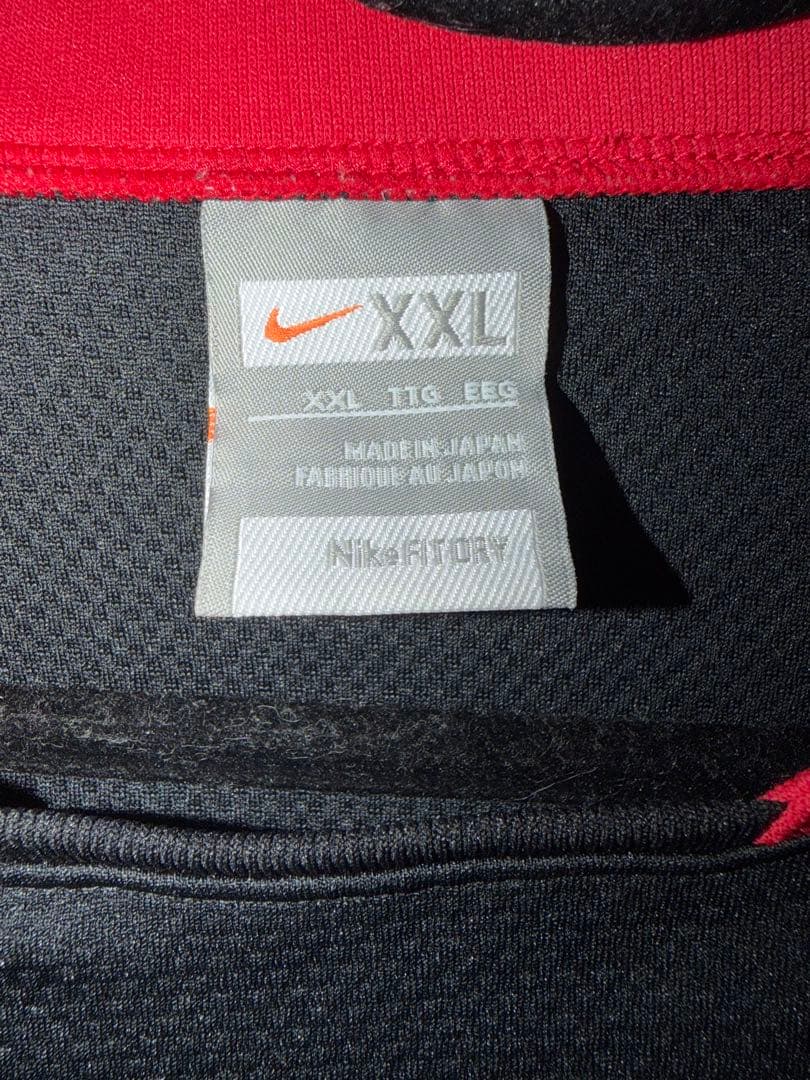 XXL
XXL TTG EEG
MADE IN JAPAN
FABRIQUE AU JAPON
Nike FIT DRY